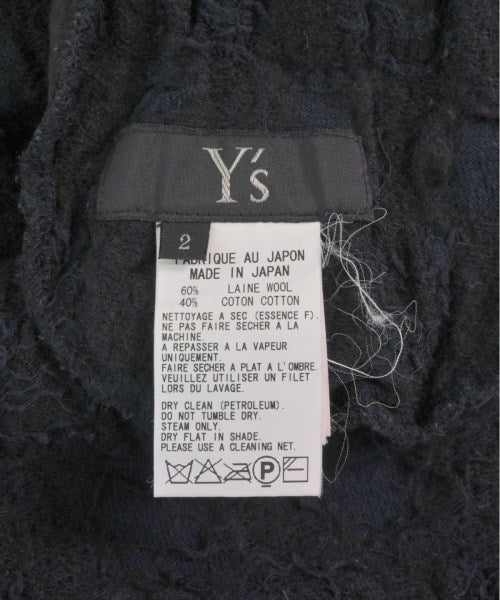 Y's
2
FABRIQUE AU JAPON
MADE IN JAPAN
60% LAINE WOOL
40% COTON COTTON
NETTOYAGE A SEC (ESSENCE F).
NE PAS FAIRE SECHER A LA
MACHINE.
A REPASSER A LA VAPEUR
UNIQUEMENT.
FAIRE SECHER A PLAT A L'OMBRE.
VEUILLEZ UTILISER UN FILET
LORS DU LAVAGE.
DRY CLEAN (PETROLEUM).
DO NOT TUMBLE DRY.
STEAM ONLY.
DRY FLAT IN SHADE.
PLEASE USE A CLEANING NET.
P